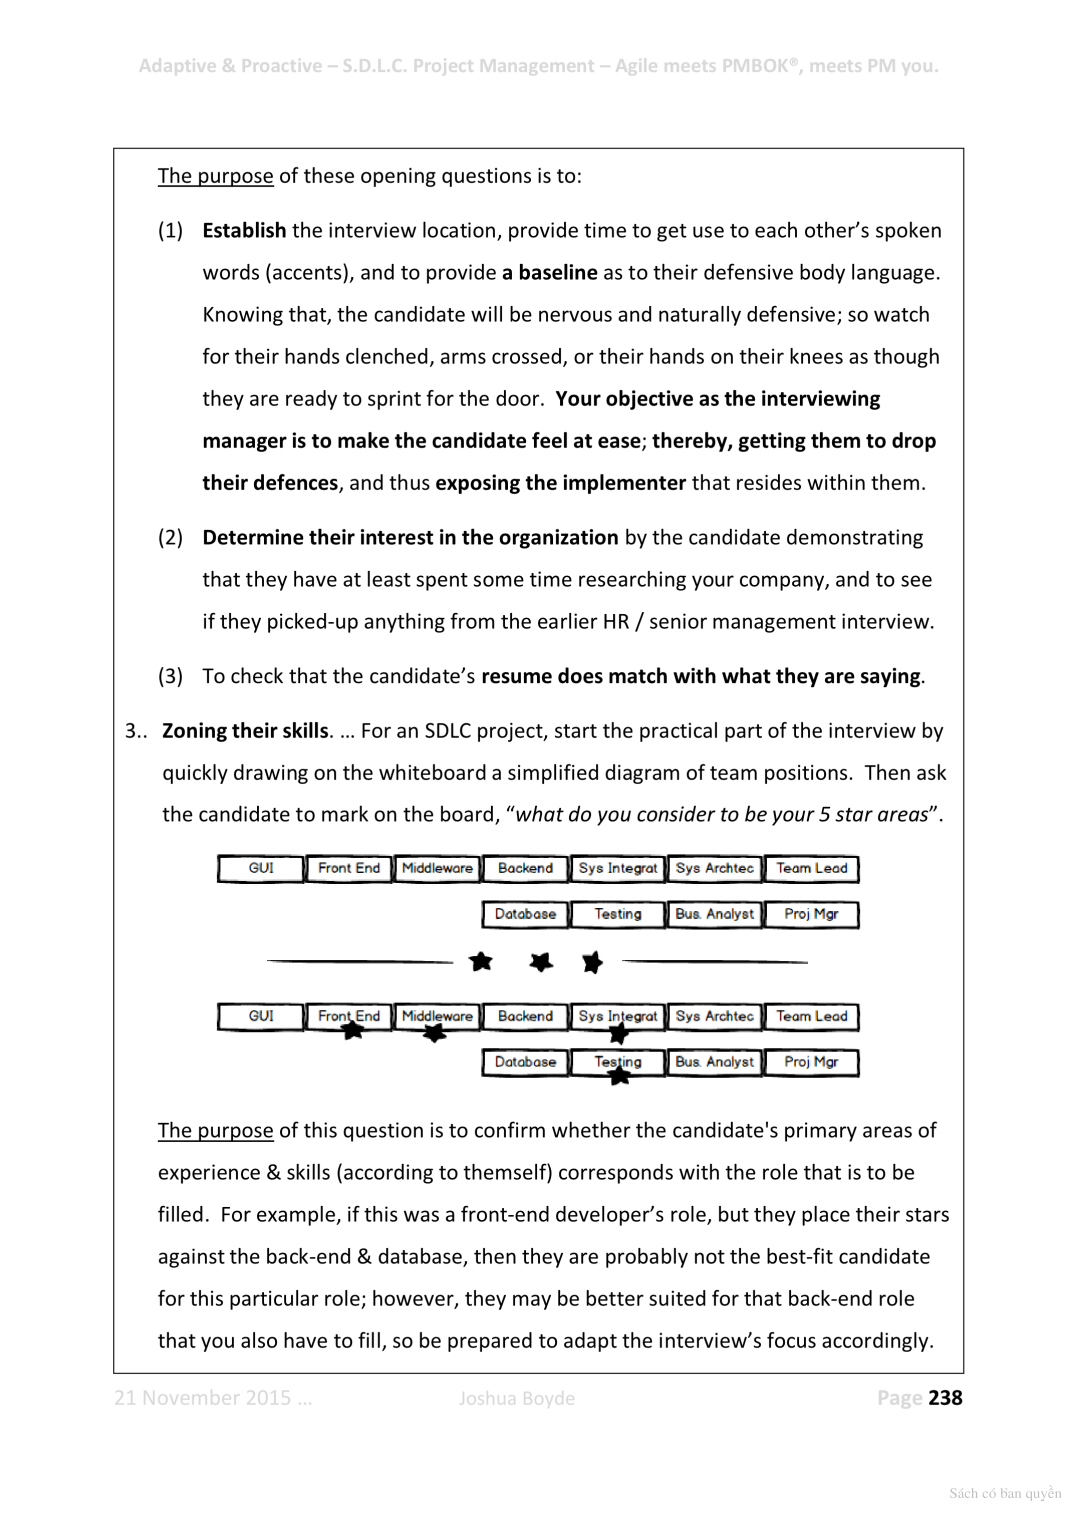 Adaptive & Proactive – S.D.L.C. Project Management – Agile meets PMBOK®, meets PM you.
The purpose of these opening questions is to:
(1) Establish the interview location, provide time to get use to each other’s spoken
words (accents), and to provide a baseline as to their defensive body language.
Knowing that, the candidate will be nervous and naturally defensive; so watch
for their hands clenched, arms crossed, or their hands on their knees as though
they are ready to sprint for the door. Your objective as the interviewing
manager is to make the candidate feel at ease; thereby, getting them to drop
their defences, and thus exposing the implementer that resides within them.
(2) Determine their interest in the organization by the candidate demonstrating
that they have at least spent some time researching your company, and to see
if they picked-up anything from the earlier HR / senior management interview.
(3) To check that the candidate’s resume does match with what they are saying.
3.. Zoning their skills. ... For an SDLC project, start the practical part of the interview by
quickly drawing on the whiteboard a simplified diagram of team positions. Then ask
the candidate to mark on the board, “what do you consider to be your 5 star areas”.
GUI Front End Middleware Backend Sys Integrat Sys Archtec Team Lead
Database Testing Bus. Analyst Proj Mgr
GUI Front End Middleware Backend Sys Integrat Sys Archtec Team Lead
Database Testing Bus. Analyst Proj Mgr
The purpose of this question is to confirm whether the candidate's primary areas of
experience & skills (according to themself) corresponds with the role that is to be
filled. For example, if this was a front-end developer’s role, but they place their stars
against the back-end & database, then they are probably not the best-fit candidate
for this particular role; however, they may be better suited for that back-end role
that you also have to fill, so be prepared to adapt the interview’s focus accordingly.
21 November 2015 ... Joshua Boyde Page 238
Sách có bản quyền